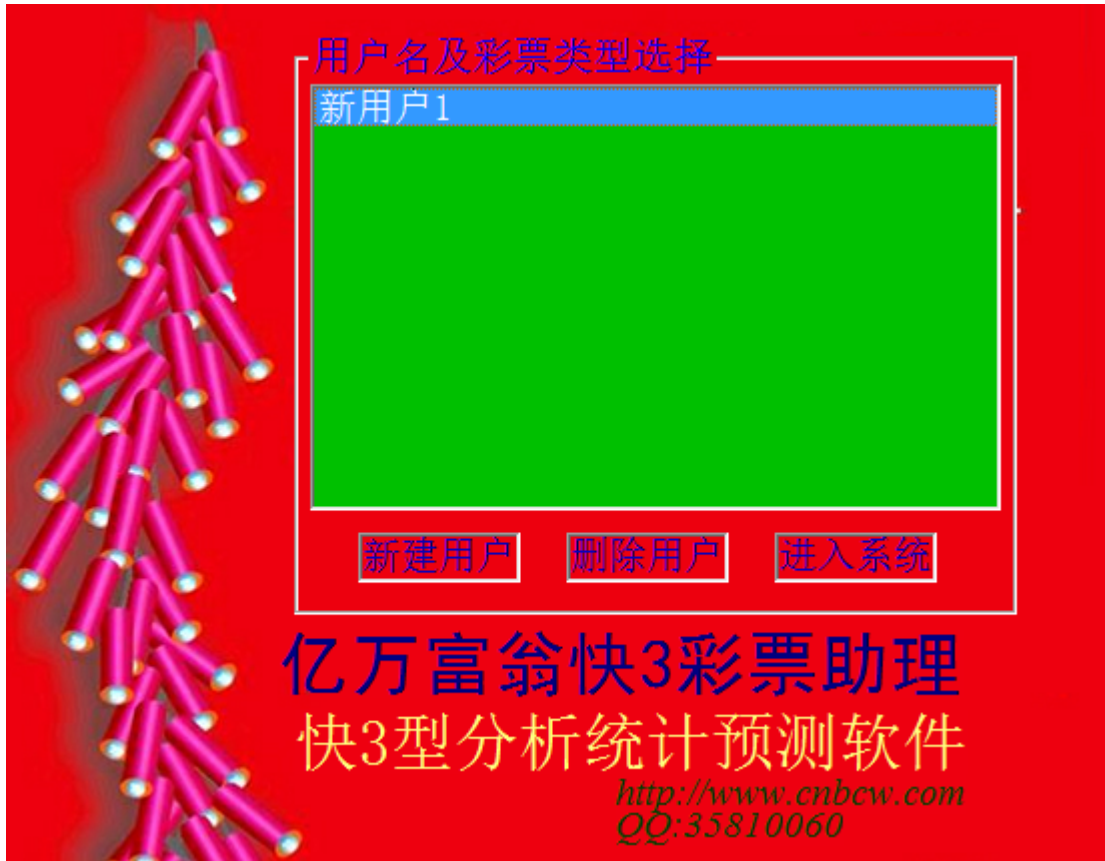 用户名及彩票类型选择
新用户1
新建用户 删除用户 进入系统
亿万富翁快3彩票助理
快3型分析统计预测软件
http://www.cnbcw.com
QQ:35810060